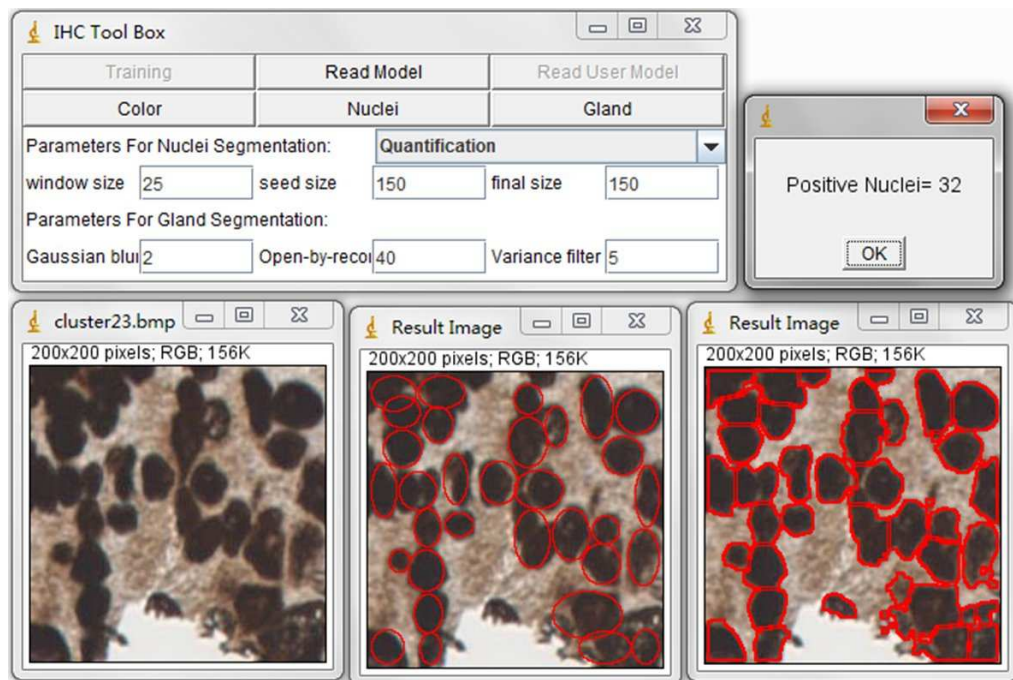 IHC Tool Box
Training Read Model Read User Model
Color Nuclei Gland
Parameters For Nuclei Segmentation: Quantification
window size 25 seed size 150 final size 150
Parameters For Gland Segmentation:
Gaussian blur 2 Open-by-recor 40 Variance filter 5
Positive Nuclei= 32
OK
cluster23.bmp
200x200 pixels; RGB; 156K
Result Image
200x200 pixels; RGB; 156K
Result Image
200x200 pixels; RGB; 156K